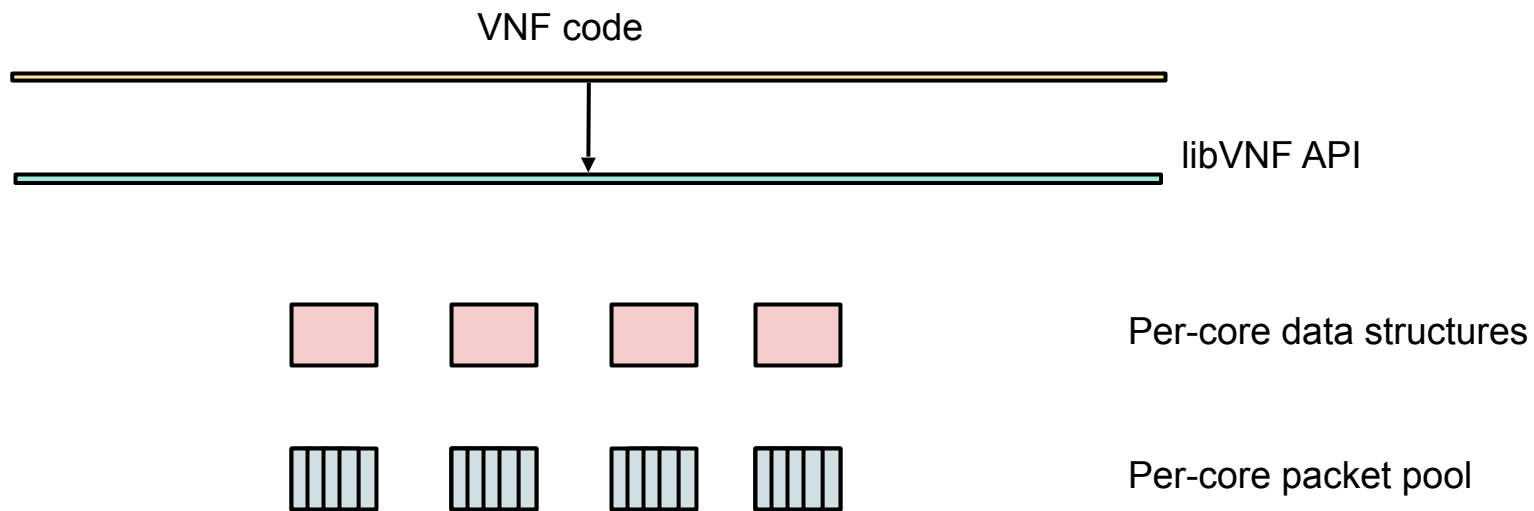 VNF code
libVNF API
Per-core data structures
Per-core packet pool